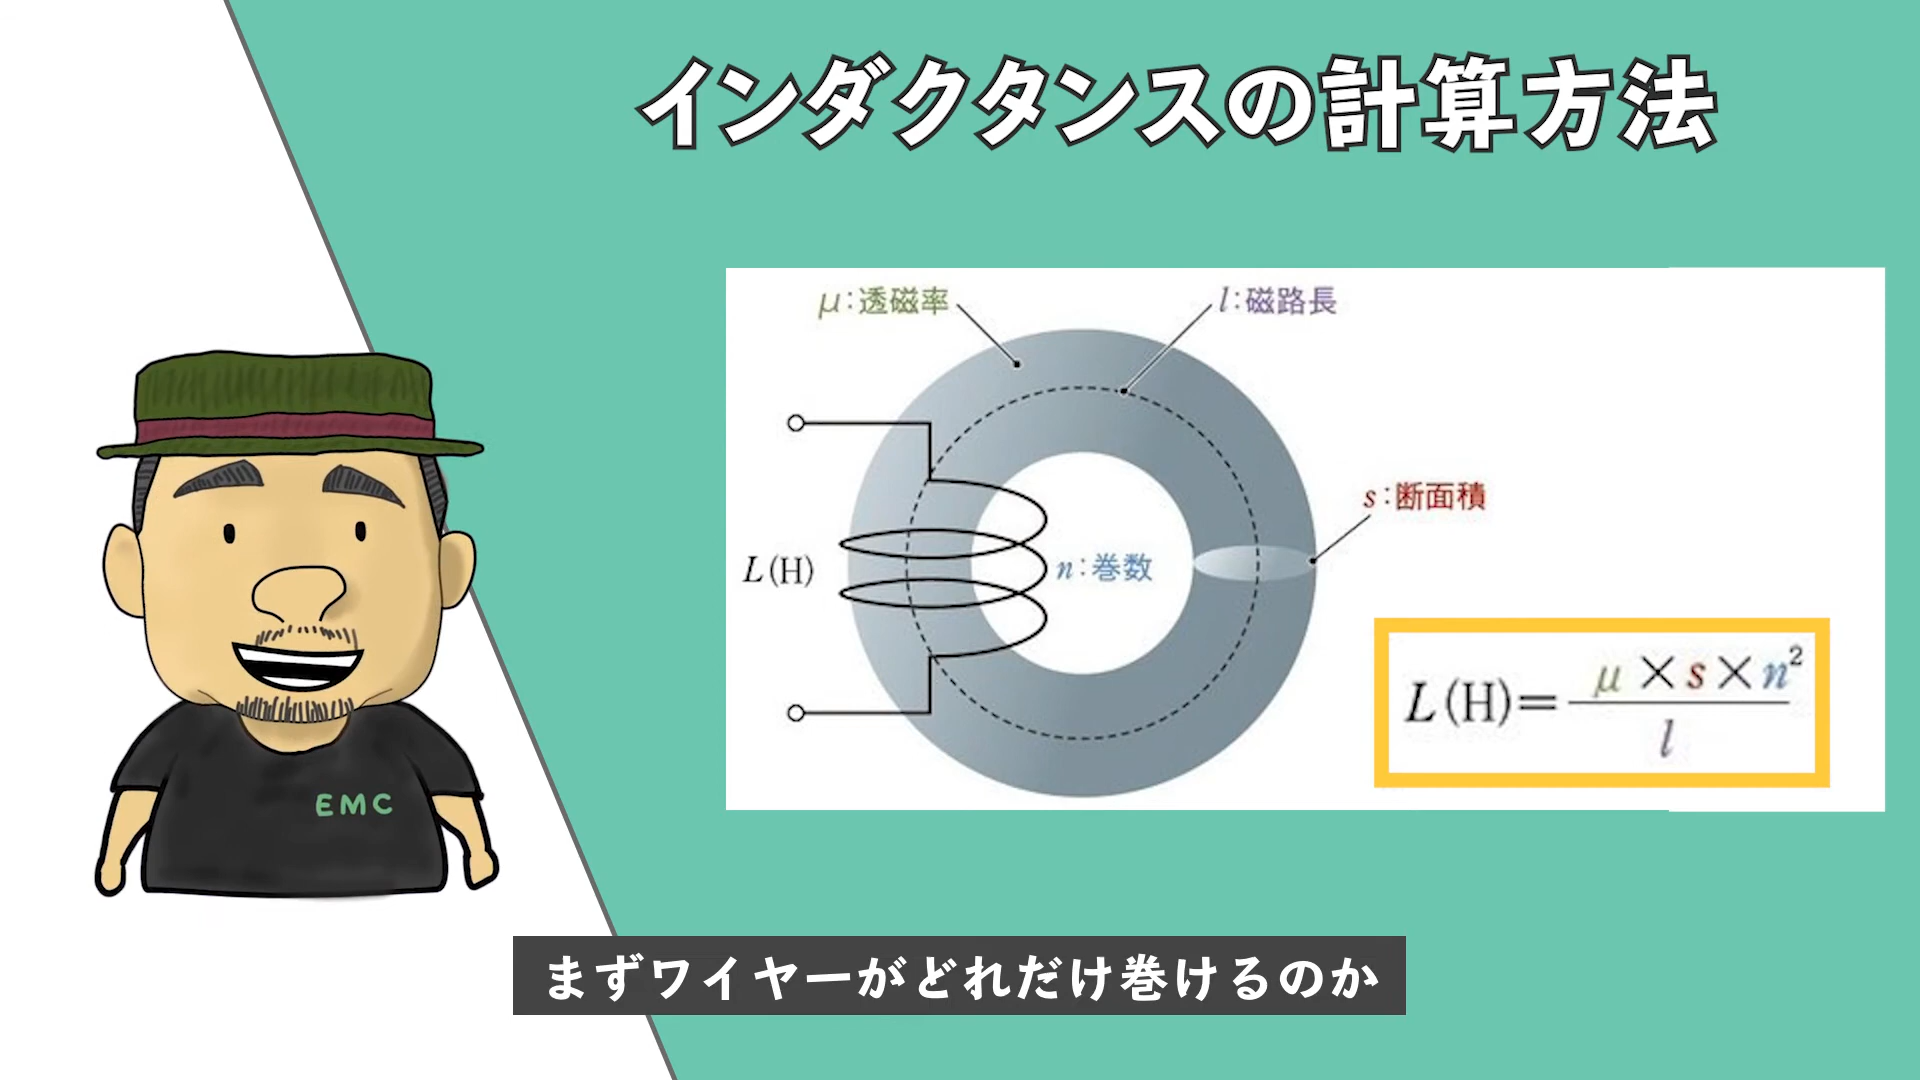 インダクタンスの計算方法
μ:透磁率
l:磁路長
s:断面積
L(H)
n:巻数
L(H)=μ×s×n²/l
EMC
まずワイヤーがどれだけ巻けるのか